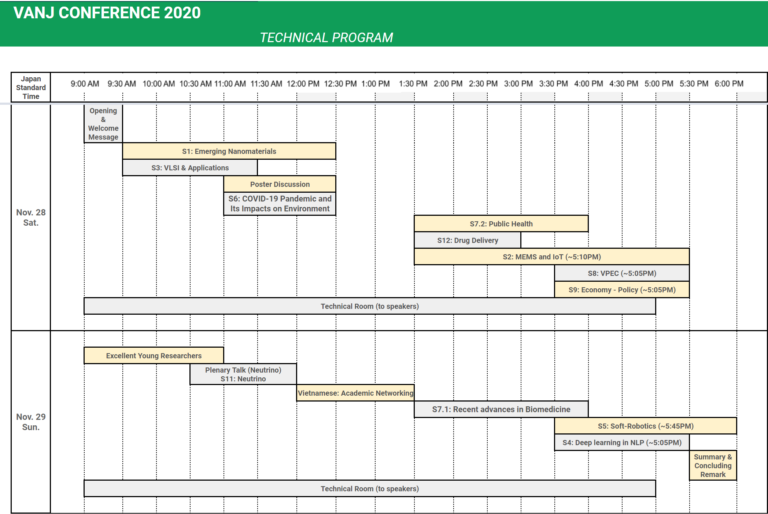 VANJ CONFERENCE 2020
TECHNICAL PROGRAM
Japan
Standard
Time
9:00 AM 9:30 AM 10:00 AM 10:30 AM 11:00 AM 11:30 AM 12:00 PM 12:30 PM 1:00 PM 1:30 PM 2:00 PM 2:30 PM 3:00 PM 3:30 PM 4:00 PM 4:30 PM 5:00 PM 5:30 PM 6:00 PM
Nov. 28
Sat.
Opening
&
Welcome
Message
S1: Emerging Nanomaterials
S3: VLSI & Applications
Poster Discussion
S6: COVID-19 Pandemic and
Its Impacts on Environment
S7.2: Public Health
S12: Drug Delivery
S2: MEMS and IoT (~5:10PM)
S8: VPEC (~5:05PM)
S9: Economy - Policy (~5:05PM)
Technical Room (to speakers)
Nov. 29
Sun.
Excellent Young Researchers
Plenary Talk (Neutrino)
S11: Neutrino
Vietnamese: Academic Networking
S7.1: Recent advances in Biomedicine
S5: Soft-Robotics (~5:45PM)
S4: Deep learning in NLP (~5:05PM)
Summary &
Concluding
Remark
Technical Room (to speakers)